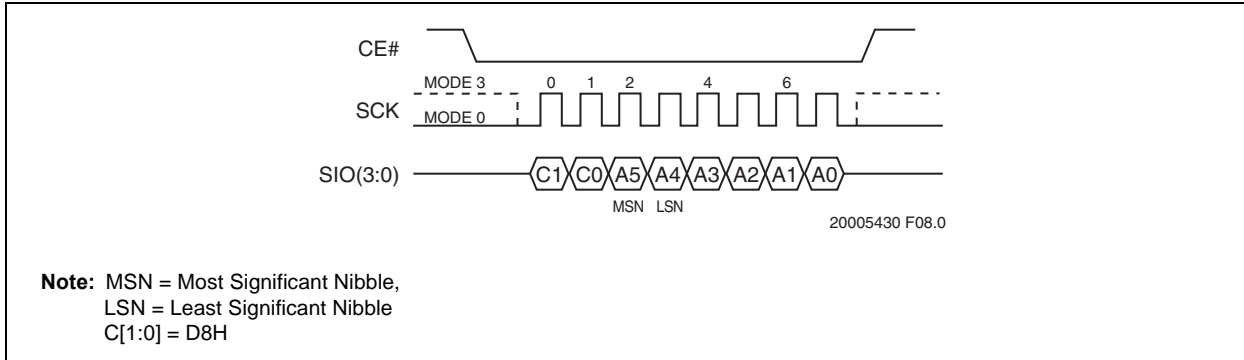 CE#
MODE 3 0 1 2 4 6
SCK
MODE 0
SIO(3:0) C1 C0 A5 A4 A3 A2 A1 A0
MSN LSN
20005430 F08.0
Note: MSN = Most Significant Nibble,
LSN = Least Significant Nibble
C[1:0] = D8H